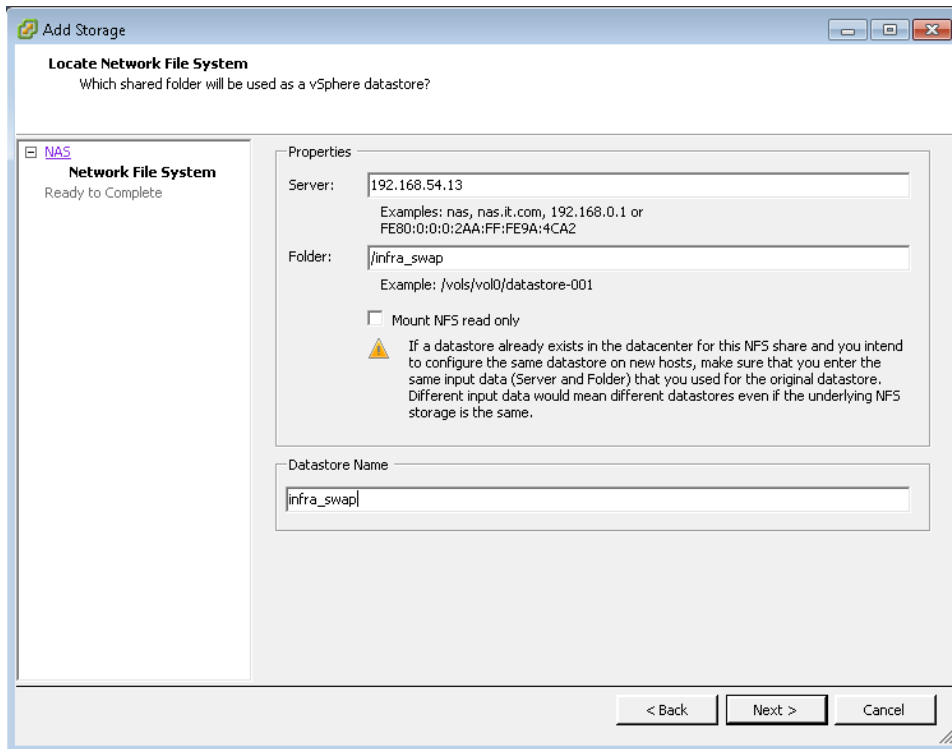 Add Storage
Locate Network File System
Which shared folder will be used as a vSphere datastore?
NAS
Network File System
Ready to Complete
Properties
Server:
192.168.54.13
Examples: nas, nas.it.com, 192.168.0.1 or
FE80:0:0:0:2AA:FF:FE9A:4CA2
Folder:
/infra_swap
Example: /vols/vol0/datastore-001
Mount NFS read only
If a datastore already exists in the datacenter for this NFS share and you intend
to configure the same datastore on new hosts, make sure that you enter the
same input data (Server and Folder) that you used for the original datastore.
Different input data would mean different datastores even if the underlying NFS
storage is the same.
Datastore Name
infra_swap
< Back
Next >
Cancel